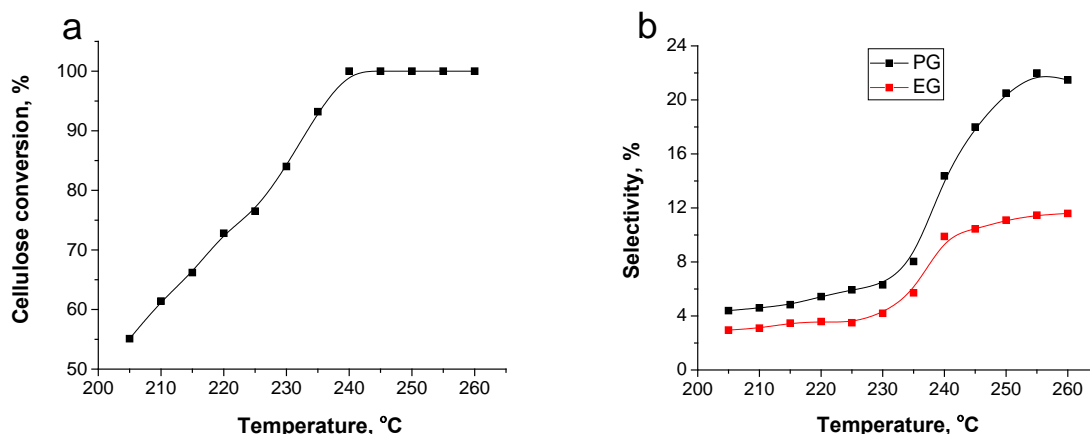 a
Cellulose conversion, %
100
90
80
70
60
50
200 210 220 230 240 250 260
Temperature, °C
b
PG
EG
Selectivity, %
24
20
16
12
8
4
0
200 210 220 230 240 250 260
Temperature, °C